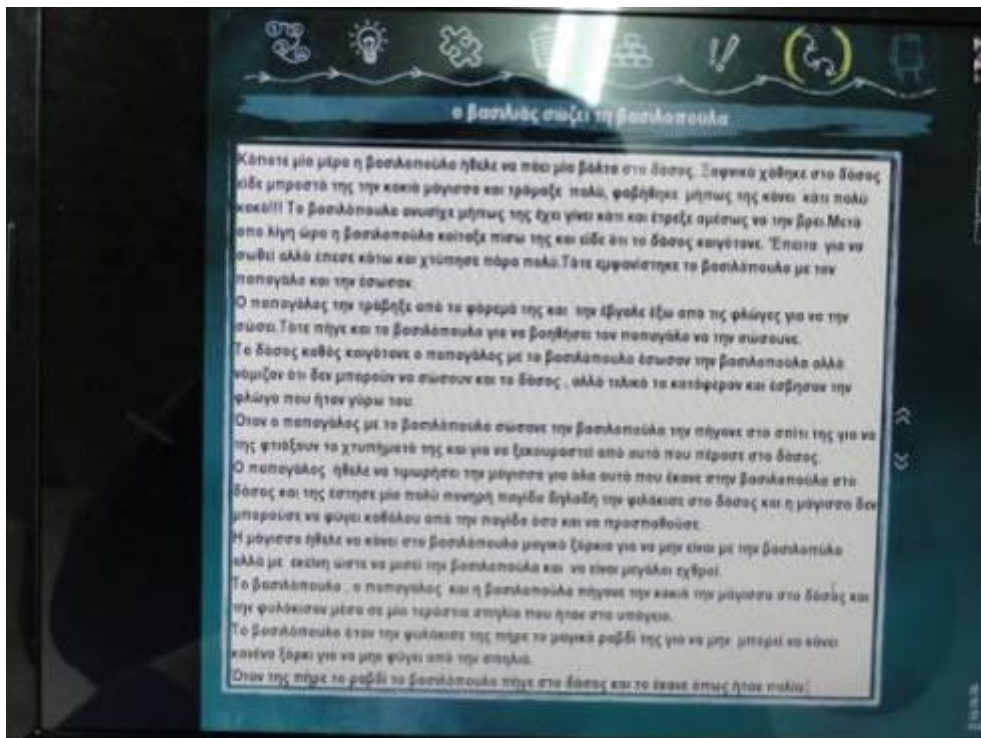 ο βασιλιάς σώζει τη βασιλοπούλα
Κάποτε μία μέρα η βασιλοπούλα ήθελε να πάει μία βόλτα στο δάσος. Ξαφνικά χάθηκε στο δάσος
είδε μπροστά της την κακιά μάγισσα και τρόμαξε πολύ, φοβήθηκε μήπως της κάνει κάτι πολύ
κακό!!! Το βασιλόπουλο ανυσίχε μήπως της έχει γίνει κάτι και έτρεξε αμέσως να την βρει.Μετά
απο λίγη ώρα η βασιλοπούλα κοίταξε πίσω της και είδε ότι το δάσος καιγότανε. Έπειτα για να
σωθεί αλλά έπεσε κάτω και χτύπησε πάρα πολύ.Τότε εμφανίστηκε το βασιλόπουλο με τον
παπαγάλο και την έσωσαν.
Ο παπαγάλος την τράβηξε από το φόρεμά της και την έβγαλε έξω από τις φλώγες για να την
σώσει.Τότε πήγε και το βασιλόπουλο για να βοηθήσει τον παπαγάλο να την σώσουνε.
Το δάσος καθώς καιγότανε ο παπαγάλος με το βασιλόπουλο έσωσαν την βασιλοπούλα αλλά
νόμιζαν ότι δεν μπορούν να σώσουν και το δάσος , αλλά τελικά τα κατάφεραν και έσβησαν την
φλώγα που ήταν γύρω του.
Όταν ο παπαγάλος με το βασιλόπουλο σώσανε την βασιλοπούλα την πήγανε στο σπίτι της για να
της φτιάξουν το χτυπήματά της και για να ξεκουραστεί από αυτά που πέρασε στο δάσος.
Ο παπαγάλος ήθελε να τιμωρήσει την μάγισσα για όλα αυτά που έκανε στην βασιλοπούλα στο
δάσος και της έστησε μία πολύ πονηρή παγίδα δηλαδή την φυλάκισε στο δάσος και η μάγισσα δεν
μπορούσε να φύγει καθόλου από την παγίδα όσο και να προσπαθούσε.
Η μάγισσα ήθελε να κάνει στο βασιλόπουλο μαγικά ξόρκια για να μην είναι με την βασιλοπύλα
αλλά με εκείνη ώστε να μισεί την βασιλοπούλα και να είναι μεγάλοι εχθροί.
Το βασιλόπουλο , ο παπαγαλος και η βασιλοπούλα πήγανε την κακιά την μάγισσα στο δάσος και
την φυλάκισαν μέσα σε μία τεράστια σπηλιά που ήταν στο υπόγειο.
Το βασιλόπουλο όταν την φυλάκισε της πήρε το μαγικό ραβδί της για να μην μπορεί να κάνει
κανένα ξόρκι για να μην φύγει από την σπηλιά.
Όταν της πήρε το ραβδί το βασιλόπουλο πήγε στο δάσος και το έκανε όπως ήταν παλιά.